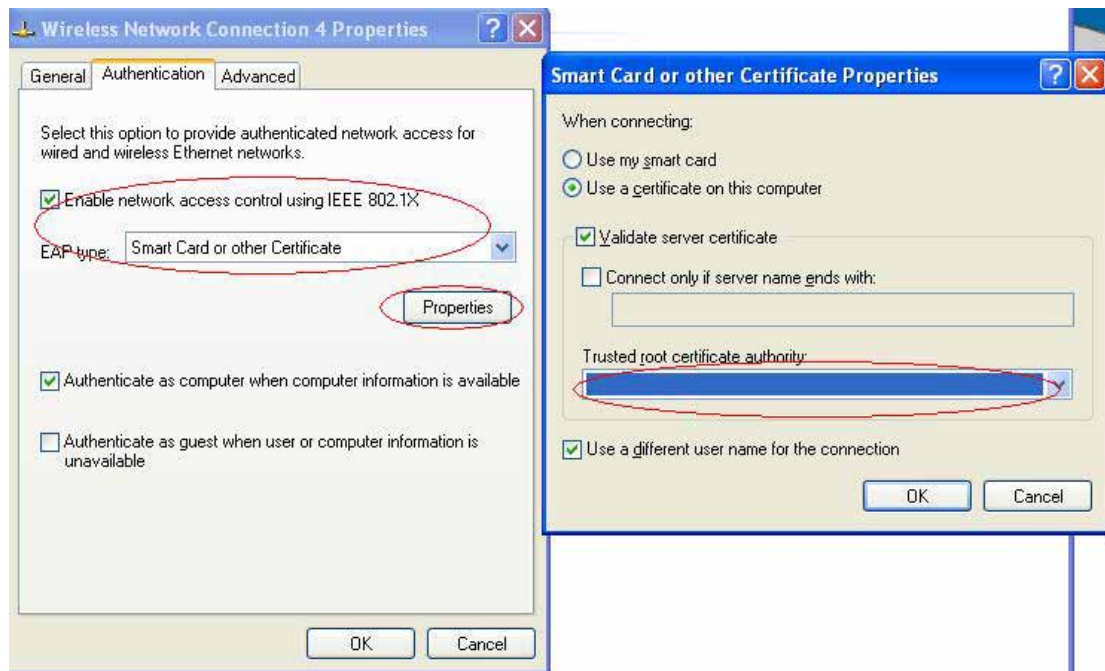 Wireless Network Connection 4 Properties
General Authentication Advanced
Select this option to provide authenticated network access for
wired and wireless Ethernet networks.
Enable network access control using IEEE 802.1X
EAP type: Smart Card or other Certificate
Properties
Authenticate as computer when computer information is available
Authenticate as guest when user or computer information is
unavailable
OK Cancel
Smart Card or other Certificate Properties
When connecting:
Use my smart card
Use a certificate on this computer
Validate server certificate
Connect only if server name ends with:
Trusted root certificate authority:
Use a different user name for the connection
OK Cancel